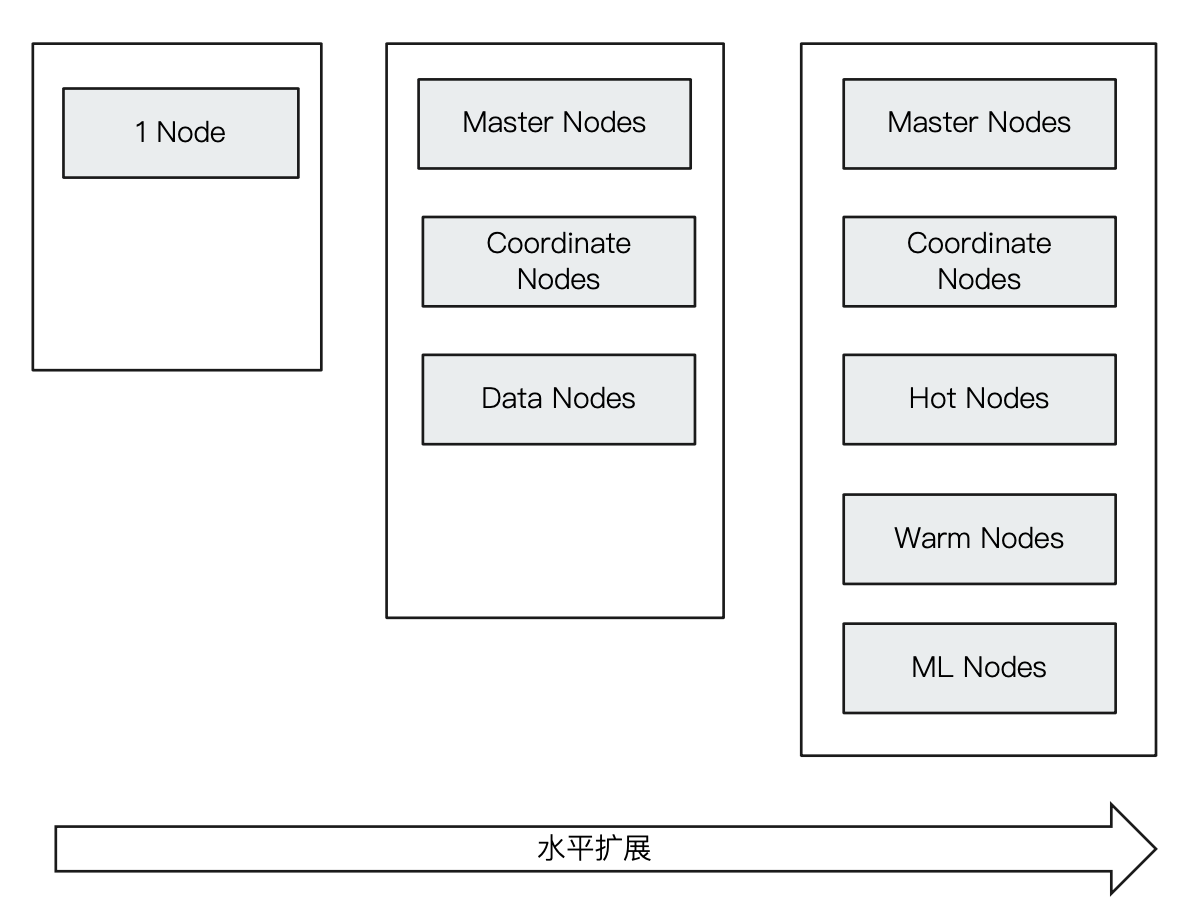 1 Node
Master Nodes
Coordinate
Nodes
Data Nodes
Master Nodes
Coordinate
Nodes
Hot Nodes
Warm Nodes
ML Nodes
水平扩展